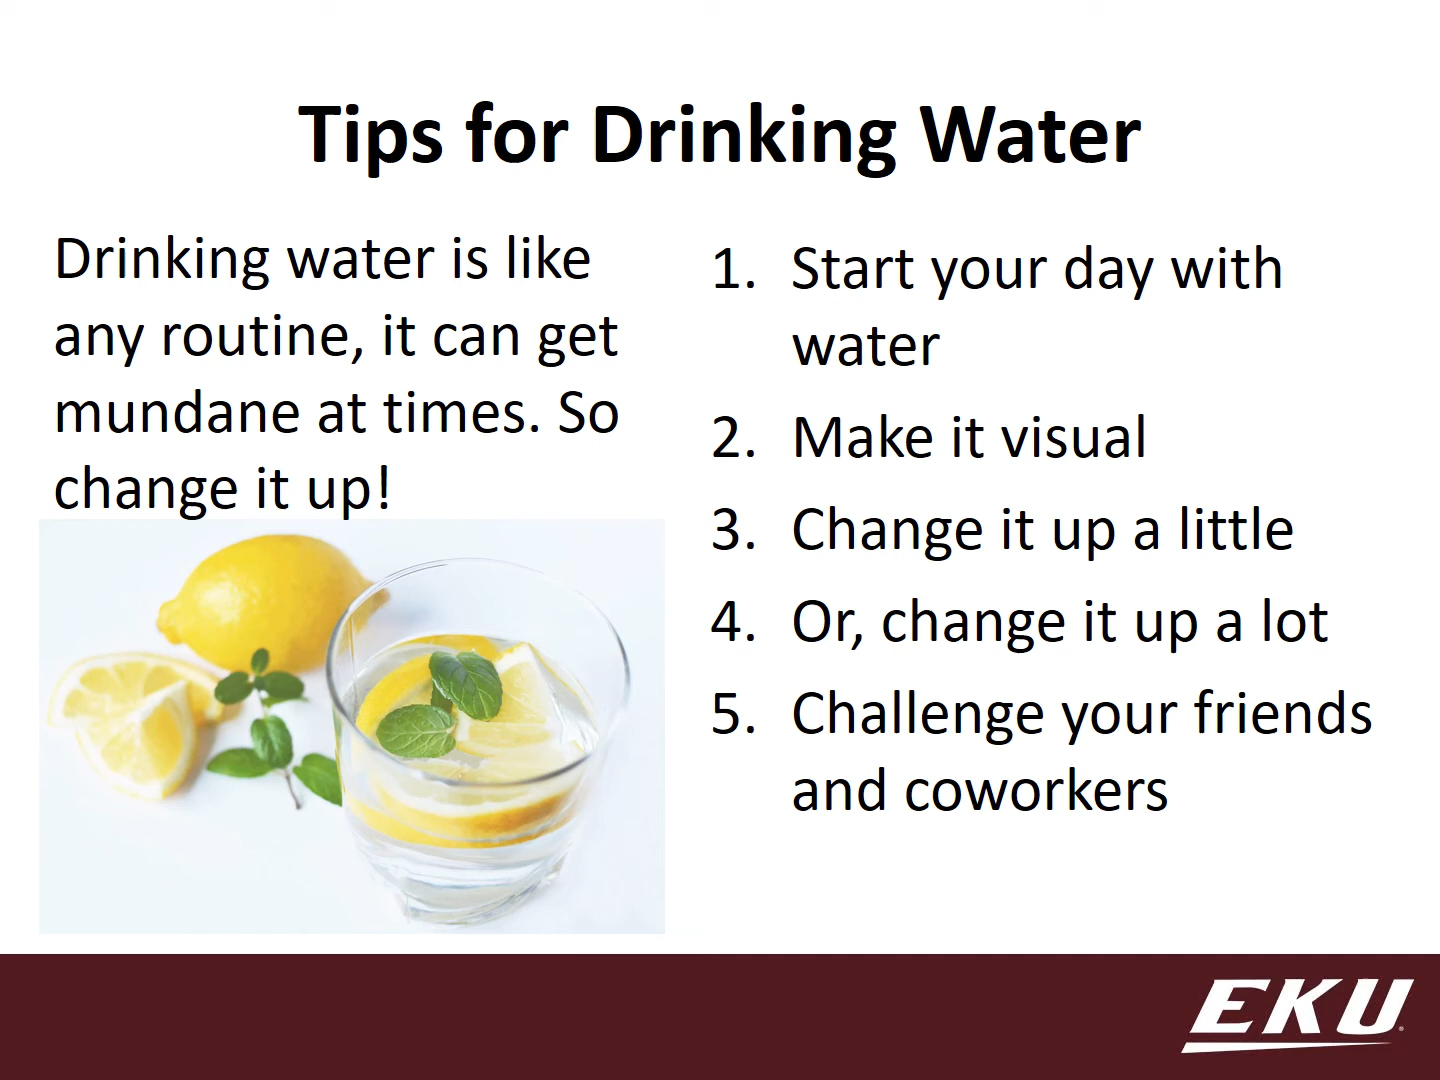 Tips for Drinking Water
Drinking water is like
any routine, it can get
mundane at times. So
change it up!
1. Start your day with
water
2. Make it visual
3. Change it up a little
4. Or, change it up a lot
5. Challenge your friends
and coworkers
EKU